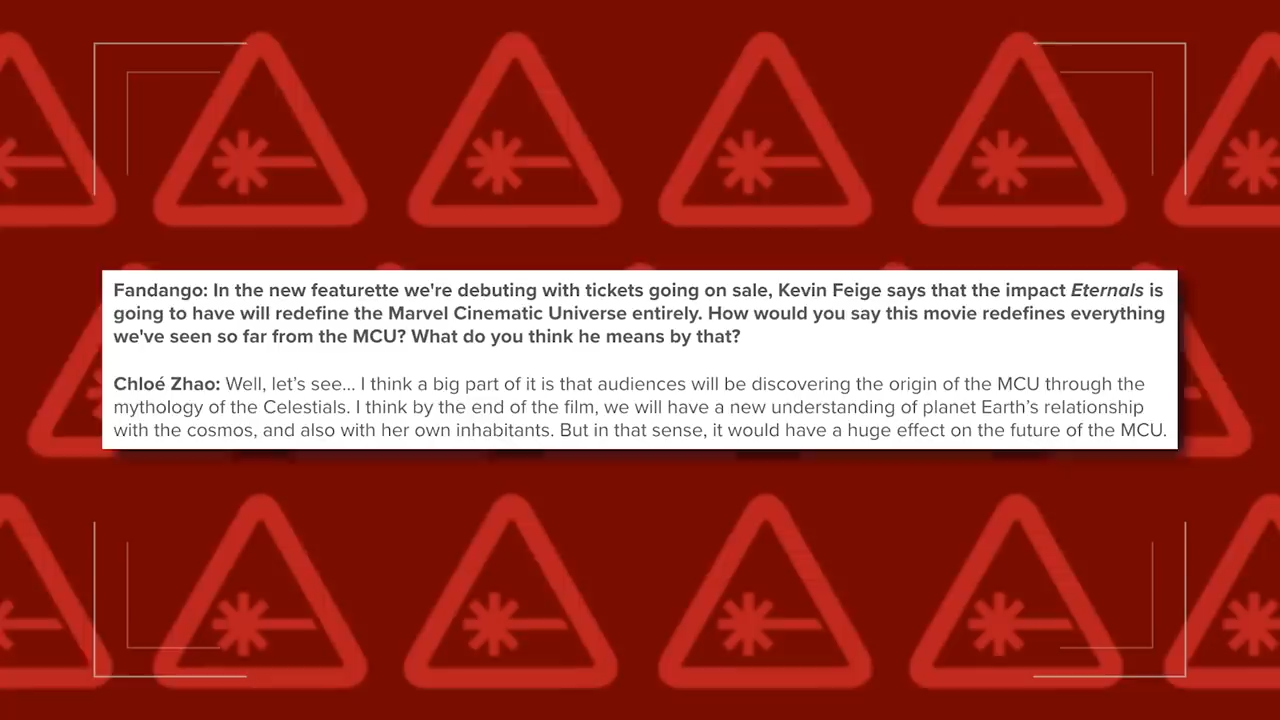 Fandango: In the new featurette we're debuting with tickets going on sale, Kevin Feige says that the impact Eternals is
going to have will redefine the Marvel Cinematic Universe entirely. How would you say this movie redefines everything
we've seen so far from the MCU? What do you think he means by that?
Chloé Zhao: Well, let’s see... I think a big part of it is that audiences will be discovering the origin of the MCU through the
mythology of the Celestials. I think by the end of the film, we will have a new understanding of planet Earth’s relationship
with the cosmos, and also with her own inhabitants. But in that sense, it would have a huge effect on the future of the MCU.